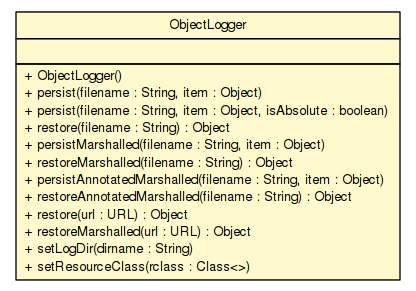 ObjectLogger
+ ObjectLogger()
+ persist(filename : String, item : Object)
+ persist(filename : String, item : Object, isAbsolute : boolean)
+ restore(filename : String) : Object
+ persistMarshalled(filename : String, item : Object)
+ restoreMarshalled(filename : String) : Object
+ persistAnnotatedMarshalled(filename : String, item : Object)
+ restoreAnnotatedMarshalled(filename : String) : Object
+ restore(url : URL) : Object
+ restoreMarshalled(url : URL) : Object
+ setLogDir(dirname : String)
+ setResourceClass(rclass : Class<>)